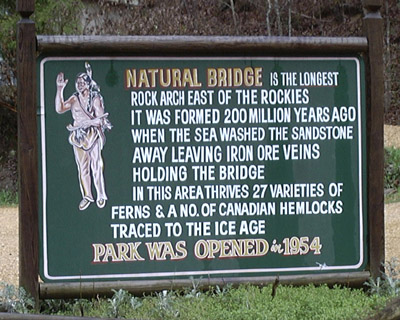 NATURAL BRIDGE IS THE LONGEST
ROCK ARCH EAST OF THE ROCKIES
IT WAS FORMED 200 MILLION YEARS AGO
WHEN THE SEA WASHED THE SANDSTONE
AWAY LEAVING IRON ORE VEINS
HOLDING THE BRIDGE
IN THIS AREA THRIVES 27 VARIETIES OF
FERNS & A NO. OF CANADIAN HEMLOCKS
TRACED TO THE ICE AGE
PARK WAS OPENED in 1954